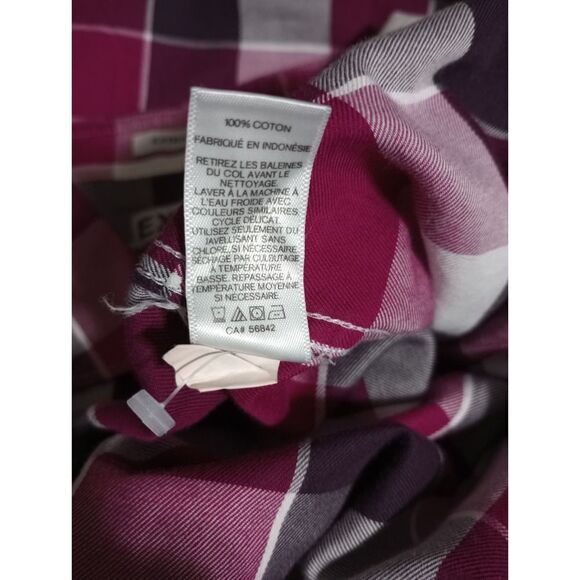 100% COTON
FABRIQUÉ EN INDONÉSIE
RETIREZ LES BALEINES
DU COL AVANT LE
NETTOYAGE.
LAVER À LA MACHINE À
L'EAU FROIDE AVEC
COULEURS SIMILAIRES.
CYCLE DÉLICAT.
UTILISEZ SEULEMENT DU
JAVELLISANT SANS
CHLORE, SI NÉCESSAIRE.
SÉCHAGE PAR CULBUTAGE
À TEMPÉRATURE
BASSE. REPASSAGE À
TEMPÉRATURE MOYENNE
SI NÉCESSAIRE.
CA# 56842